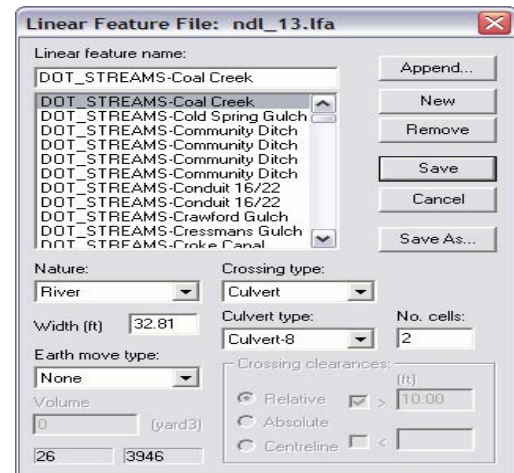 Linear Feature File: ndl_13.lfa
Linear feature name:
DOT_STREAMS-Coal Creek
DOT_STREAMS-Coal Creek
DOT_STREAMS-Cold Spring Gulch
DOT_STREAMS-Community Ditch
DOT_STREAMS-Community Ditch
DOT_STREAMS-Community Ditch
DOT_STREAMS-Conduit 16/22
DOT_STREAMS-Conduit 16/22
DOT_STREAMS-Crawford Gulch
DOT_STREAMS-Cressmans Gulch
DOT_STREAMS-Croke Canal
Append...
New
Remove
Save
Cancel
Save As...
Nature:
River
Crossing type:
Culvert
Width (ft) 32.81
Culvert type:
Culvert-8
No. cells:
2
Earth move type:
None
Volume
0 (yard3)
26 3946
Crossing clearances:
(ft)
Relative > 10.00
Absolute
Centreline <